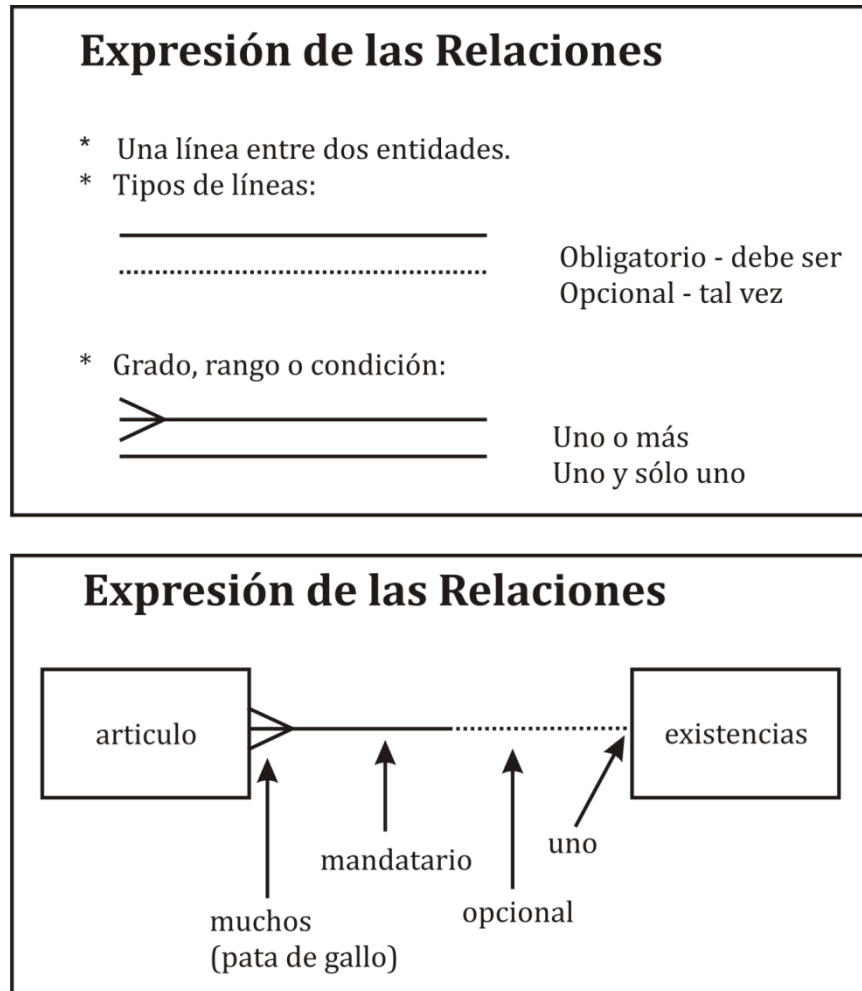 Expresión de las Relaciones
* Una línea entre dos entidades.
* Tipos de líneas:
Obligatorio - debe ser
Opcional - tal vez
* Grado, rango o condición:
Uno o más
Uno y sólo uno
Expresión de las Relaciones
articulo
existencias
mandatario
uno
muchos
(pata de gallo)
opcional